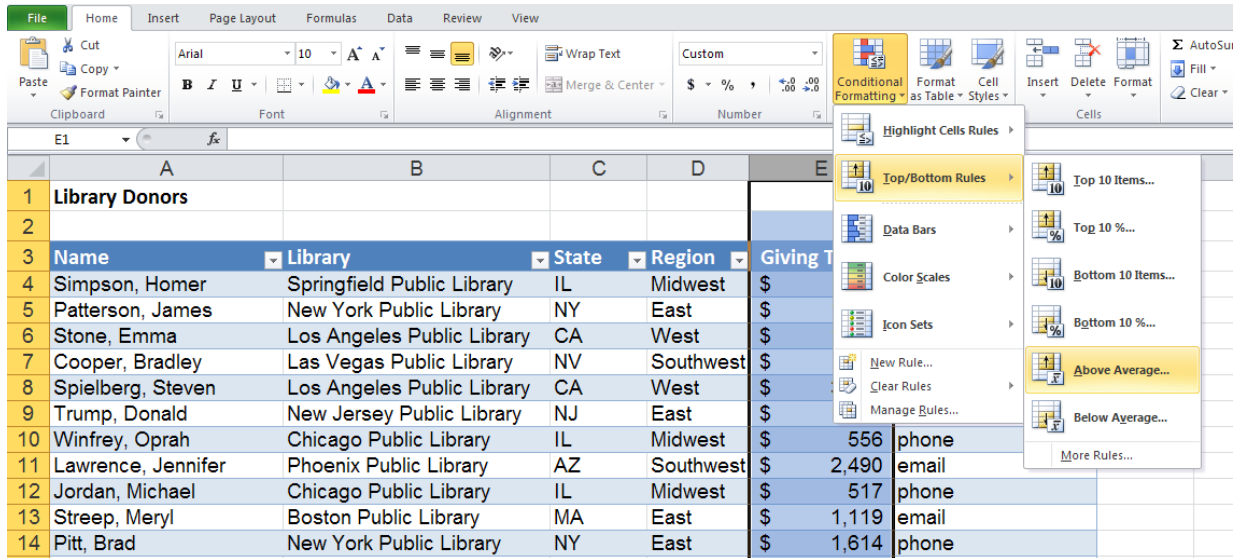 File Home Insert Page Layout Formulas Data Review View
Cut
Copy
Format Painter
Paste
Clipboard
Arial 10 A A
B I U A
Font
Wrap Text
Merge & Center
Alignment
Custom
$ % , .0 .00 .00 .0
Number
Conditional Formatting
Format as Table
Cell Styles
Insert Delete Format
Cells
Σ AutoSu
Fill
Clear
E1 fx
Highlight Cells Rules
Top/Bottom Rules
Data Bars
Color Scales
Icon Sets
New Rule...
Clear Rules
Manage Rules...
Top 10 Items...
Top 10 %...
Bottom 10 Items...
Bottom 10 %...
Above Average...
Below Average...
More Rules...
A B C D E
1 Library Donors
2
3 Name Library State Region Giving T
4 Simpson, Homer Springfield Public Library IL Midwest $
5 Patterson, James New York Public Library NY East $
6 Stone, Emma Los Angeles Public Library CA West $
7 Cooper, Bradley Las Vegas Public Library NV Southwest $
8 Spielberg, Steven Los Angeles Public Library CA West $
9 Trump, Donald New Jersey Public Library NJ East $
10 Winfrey, Oprah Chicago Public Library IL Midwest $ 556 phone
11 Lawrence, Jennifer Phoenix Public Library AZ Southwest $ 2,490 email
12 Jordan, Michael Chicago Public Library IL Midwest $ 517 phone
13 Streep, Meryl Boston Public Library MA East $ 1,119 email
14 Pitt, Brad New York Public Library NY East $ 1,614 phone